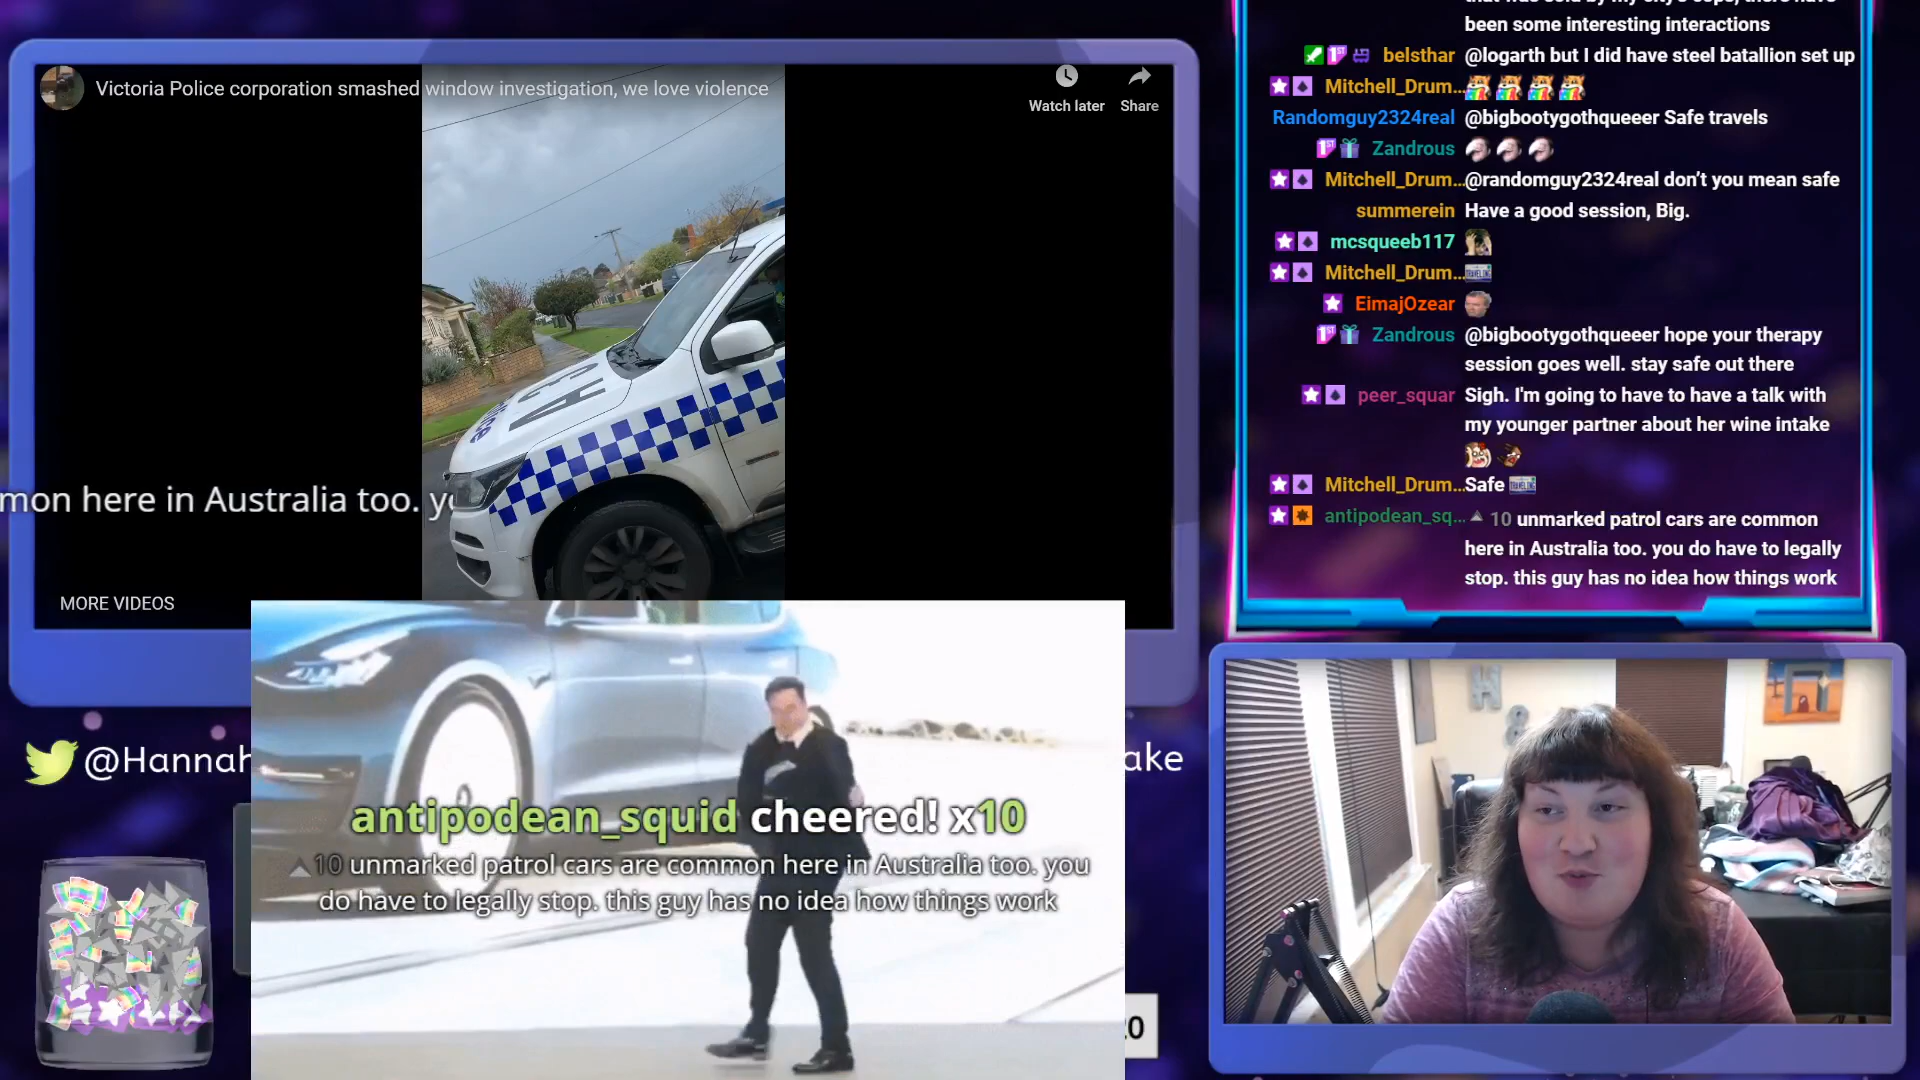 Victoria Police corporation smashed window investigation, we love violence
Watch later
Share
mon here in Australia too. yo
MORE VIDEOS
@Hannah
ake
antipodean_squid cheered! x10
10 unmarked patrol cars are common here in Australia too. you
do have to legally stop. this guy has no idea how things work
20
been some interesting interactions
belsthar @logarth but I did have steel batallion set up
Mitchell_Drum...
Randomguy2324real @bigbootygothqueeer Safe travels
Zandrous
Mitchell_Drum... @randomguy2324real don't you mean safe
summerein Have a good session, Big.
mcsqueeb117
Mitchell_Drum...
EimajOzear
Zandrous @bigbootygothqueeer hope your therapy
session goes well. stay safe out there
peer_squar Sigh. I'm going to have to have a talk with
my younger partner about her wine intake
Mitchell_Drum... Safe
antipodean_sq... 10 unmarked patrol cars are common
here in Australia too. you do have to legally
stop. this guy has no idea how things work
H
8